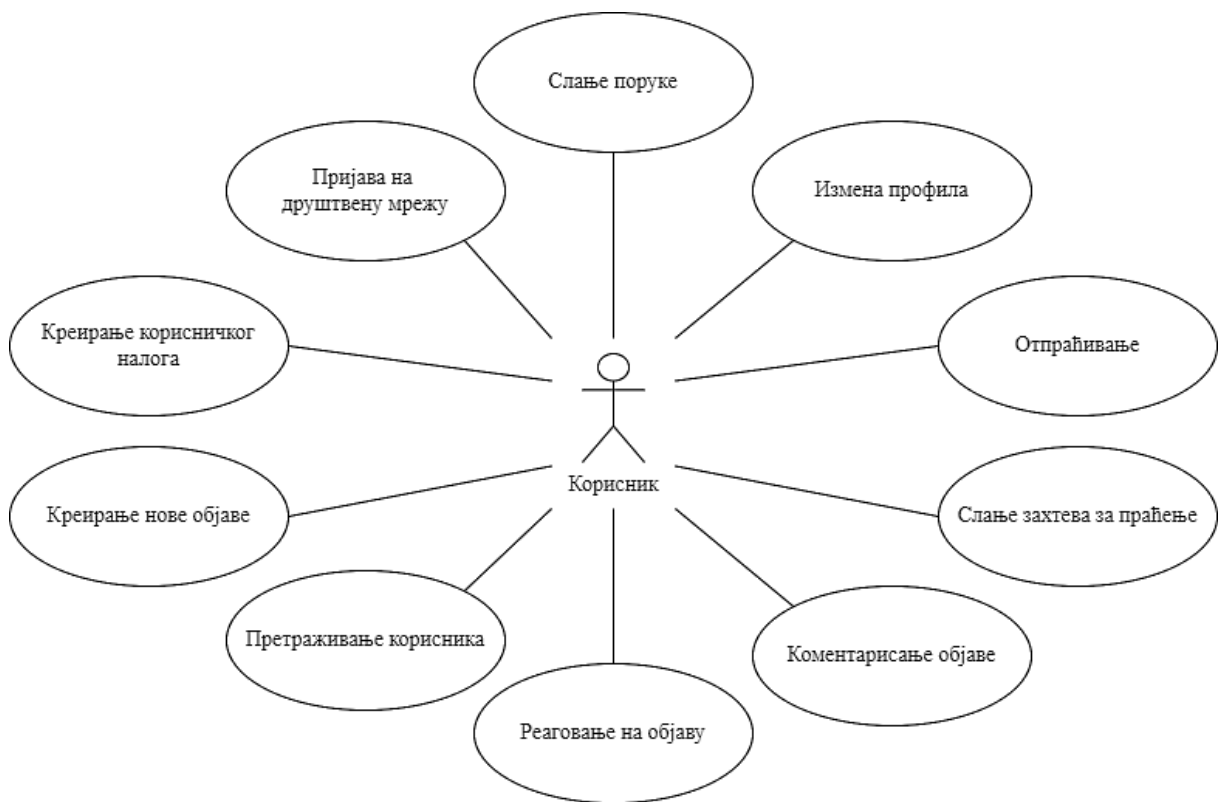 Слање поруке
Пријава на
друштвену мрежу
Измена профила
Креирање корисничког
налога
Отпраћивање
Корисник
Креирање нове објаве
Слање захтева за праћење
Претраживање корисника
Коментарисање објаве
Реаговање на објаву